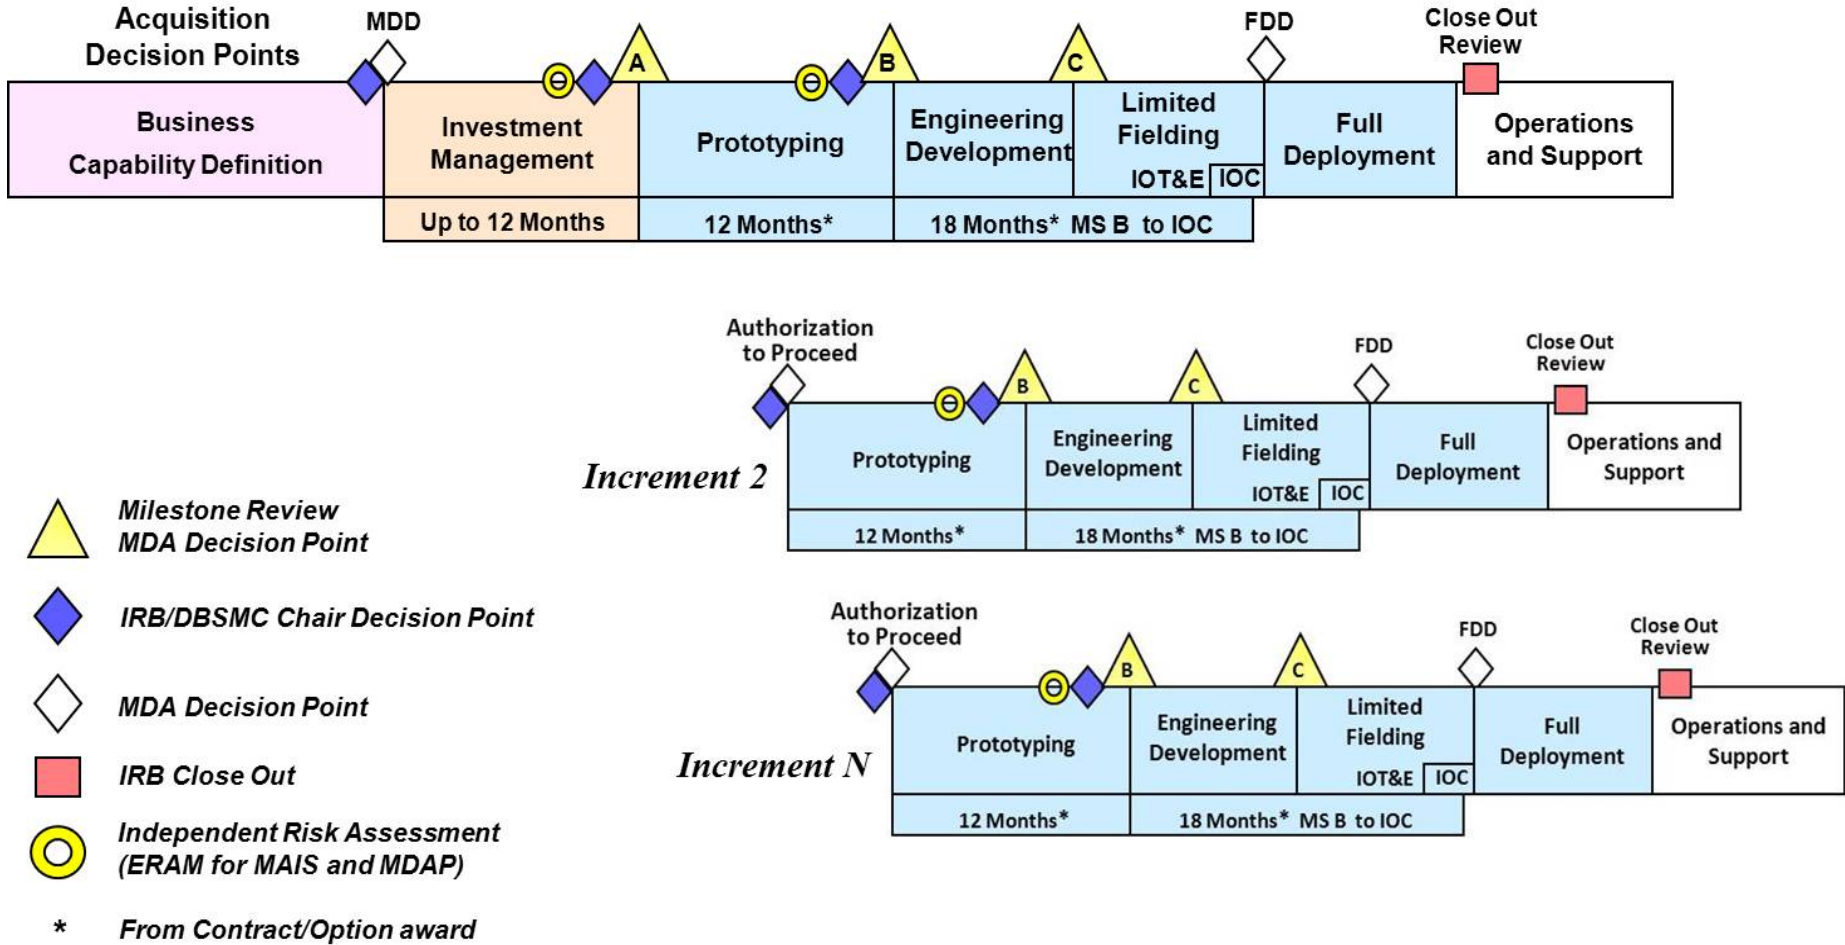 Acquisition
Decision Points
MDD
A
B
C
FDD
Close Out
Review
Business
Capability Definition
Investment
Management
Prototyping
Engineering
Development
Limited
Fielding
IOT&E
IOC
Full
Deployment
Operations
and Support
Up to 12 Months
12 Months*
18 Months* MS B to IOC
Authorization
to Proceed
B
C
FDD
Close Out
Review
Increment 2
Prototyping
Engineering
Development
Limited
Fielding
IOT&E
IOC
Full
Deployment
Operations and
Support
12 Months*
18 Months* MS B to IOC
Authorization
to Proceed
B
C
FDD
Close Out
Review
Increment N
Prototyping
Engineering
Development
Limited
Fielding
IOT&E
IOC
Full
Deployment
Operations and
Support
12 Months*
18 Months* MS B to IOC
Milestone Review
MDA Decision Point
IRB/DBSMC Chair Decision Point
MDA Decision Point
IRB Close Out
Independent Risk Assessment
(ERAM for MAIS and MDAP)
* From Contract/Option award